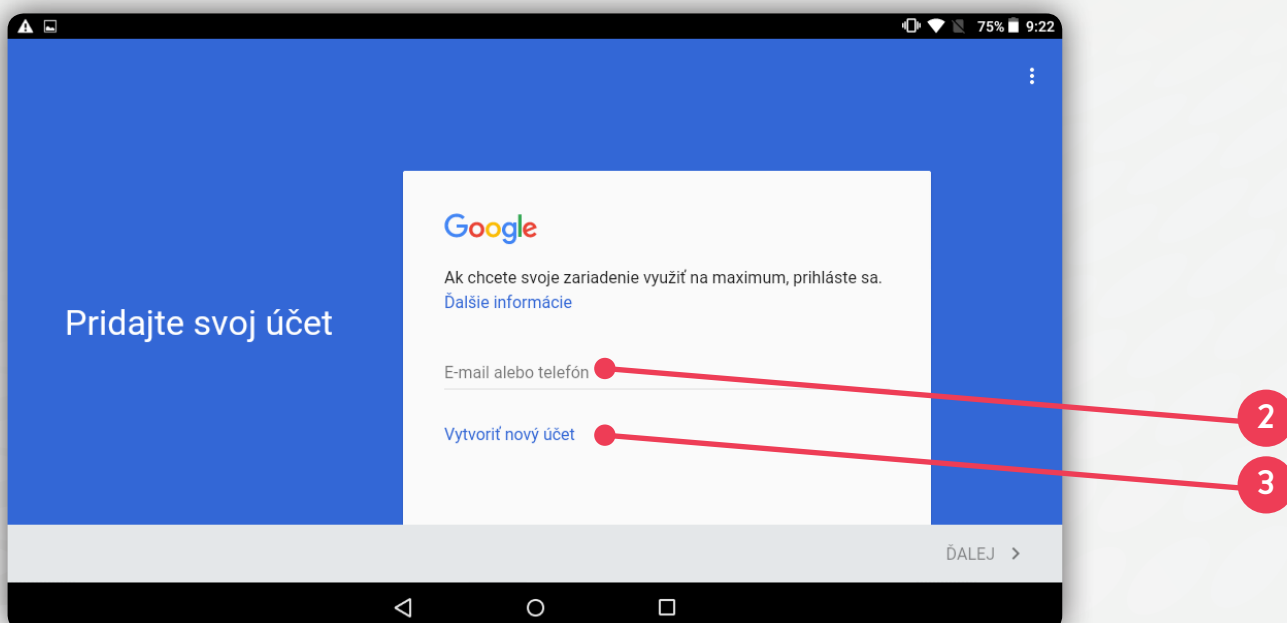 75% 9:22
Google
Ak chcete svoje zariadenie využiť na maximum, prihláste sa.
Ďalšie informácie
Pridajte svoj účet
E-mail alebo telefón
2
Vytvoriť nový účet
3
ĎALEJ